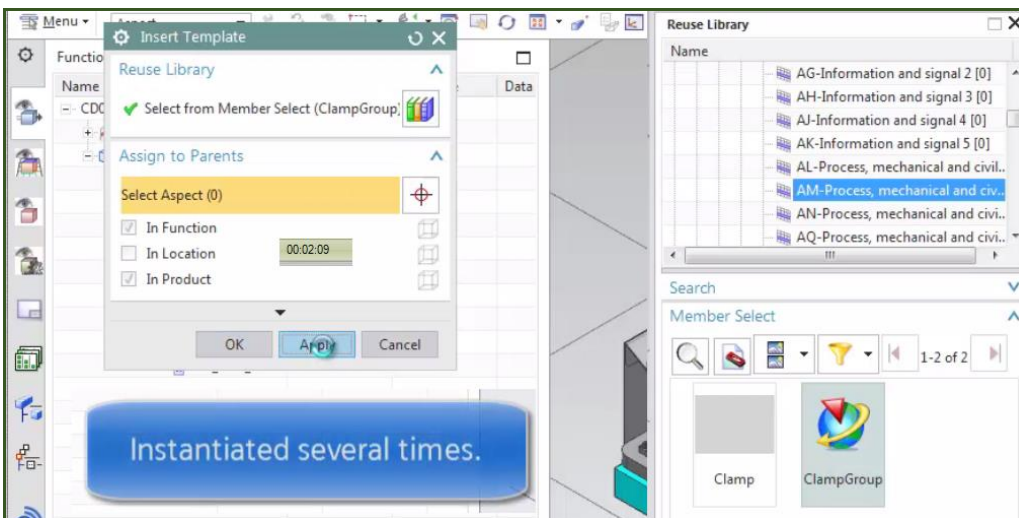 Menu
Insert Template
Reuse Library
Select from Member Select (ClampGroup)
Assign to Parents
Select Aspect (0)
In Function
In Location
00:02:09
In Product
OK
Apply
Cancel
Functio
Name
Data
Instantiated several times.
Reuse Library
Name
AG-Information and signal 2 [0]
AH-Information and signal 3 [0]
AJ-Information and signal 4 [0]
AK-Information and signal 5 [0]
AL-Process, mechanical and civil..
AM-Process, mechanical and civ..
AN-Process, mechanical and civi..
AQ-Process, mechanical and civi..
Search
Member Select
1-2 of 2
Clamp
ClampGroup